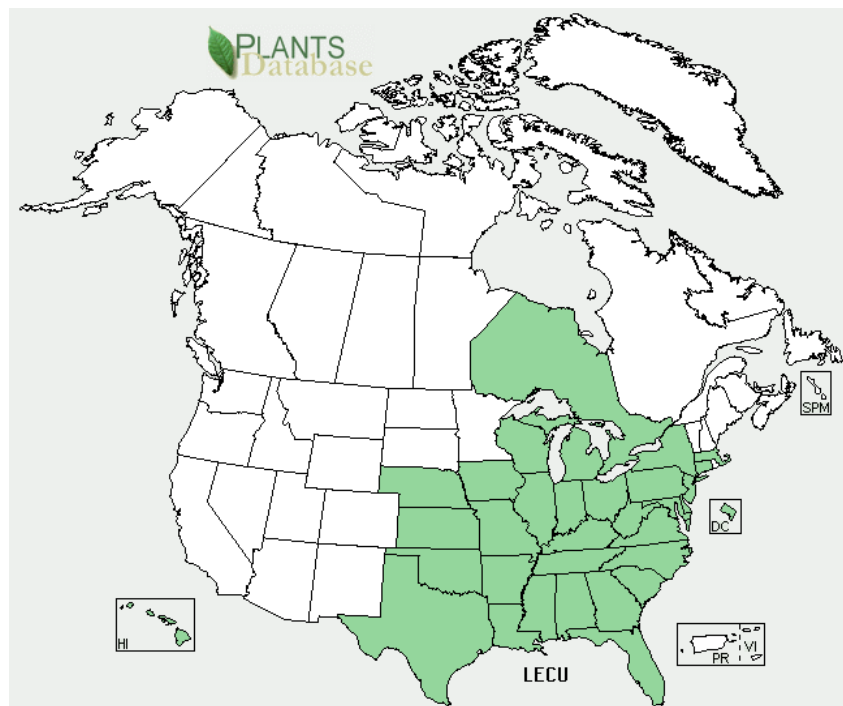 PLANTS
Database
SPM
DC
HI
PR
VI
LECU